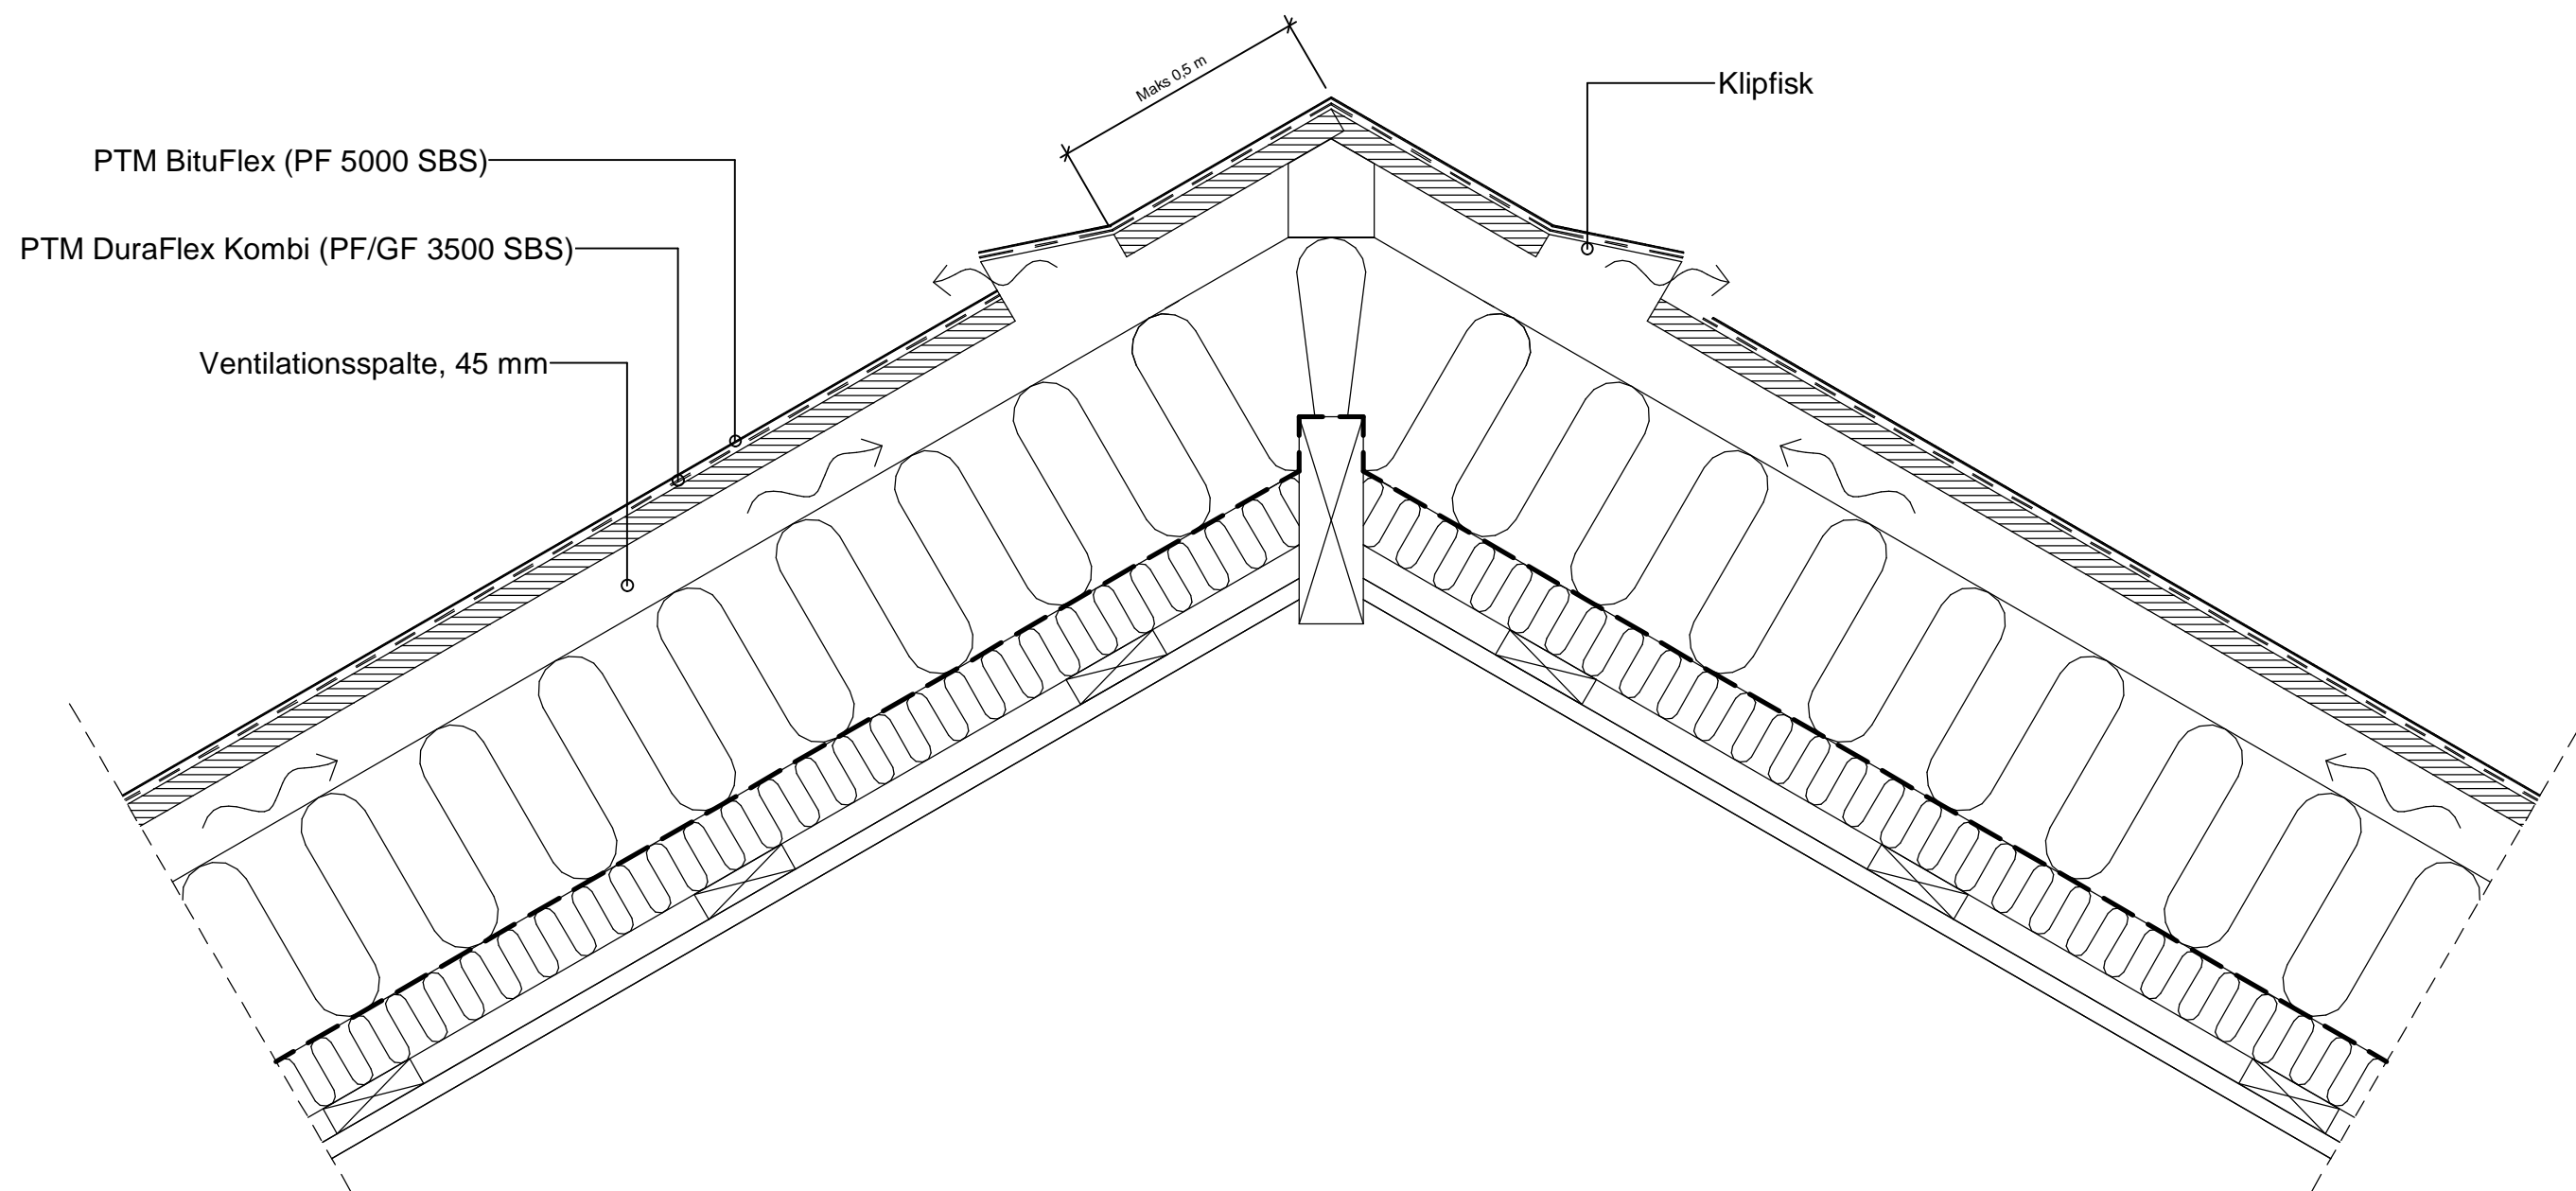 Maks 0,5 m
Klipfisk
PTM BituFlex (PF 5000 SBS)
PTM DuraFlex Kombi (PF/GF 3500 SBS)
Ventilationsspalte, 45 mm